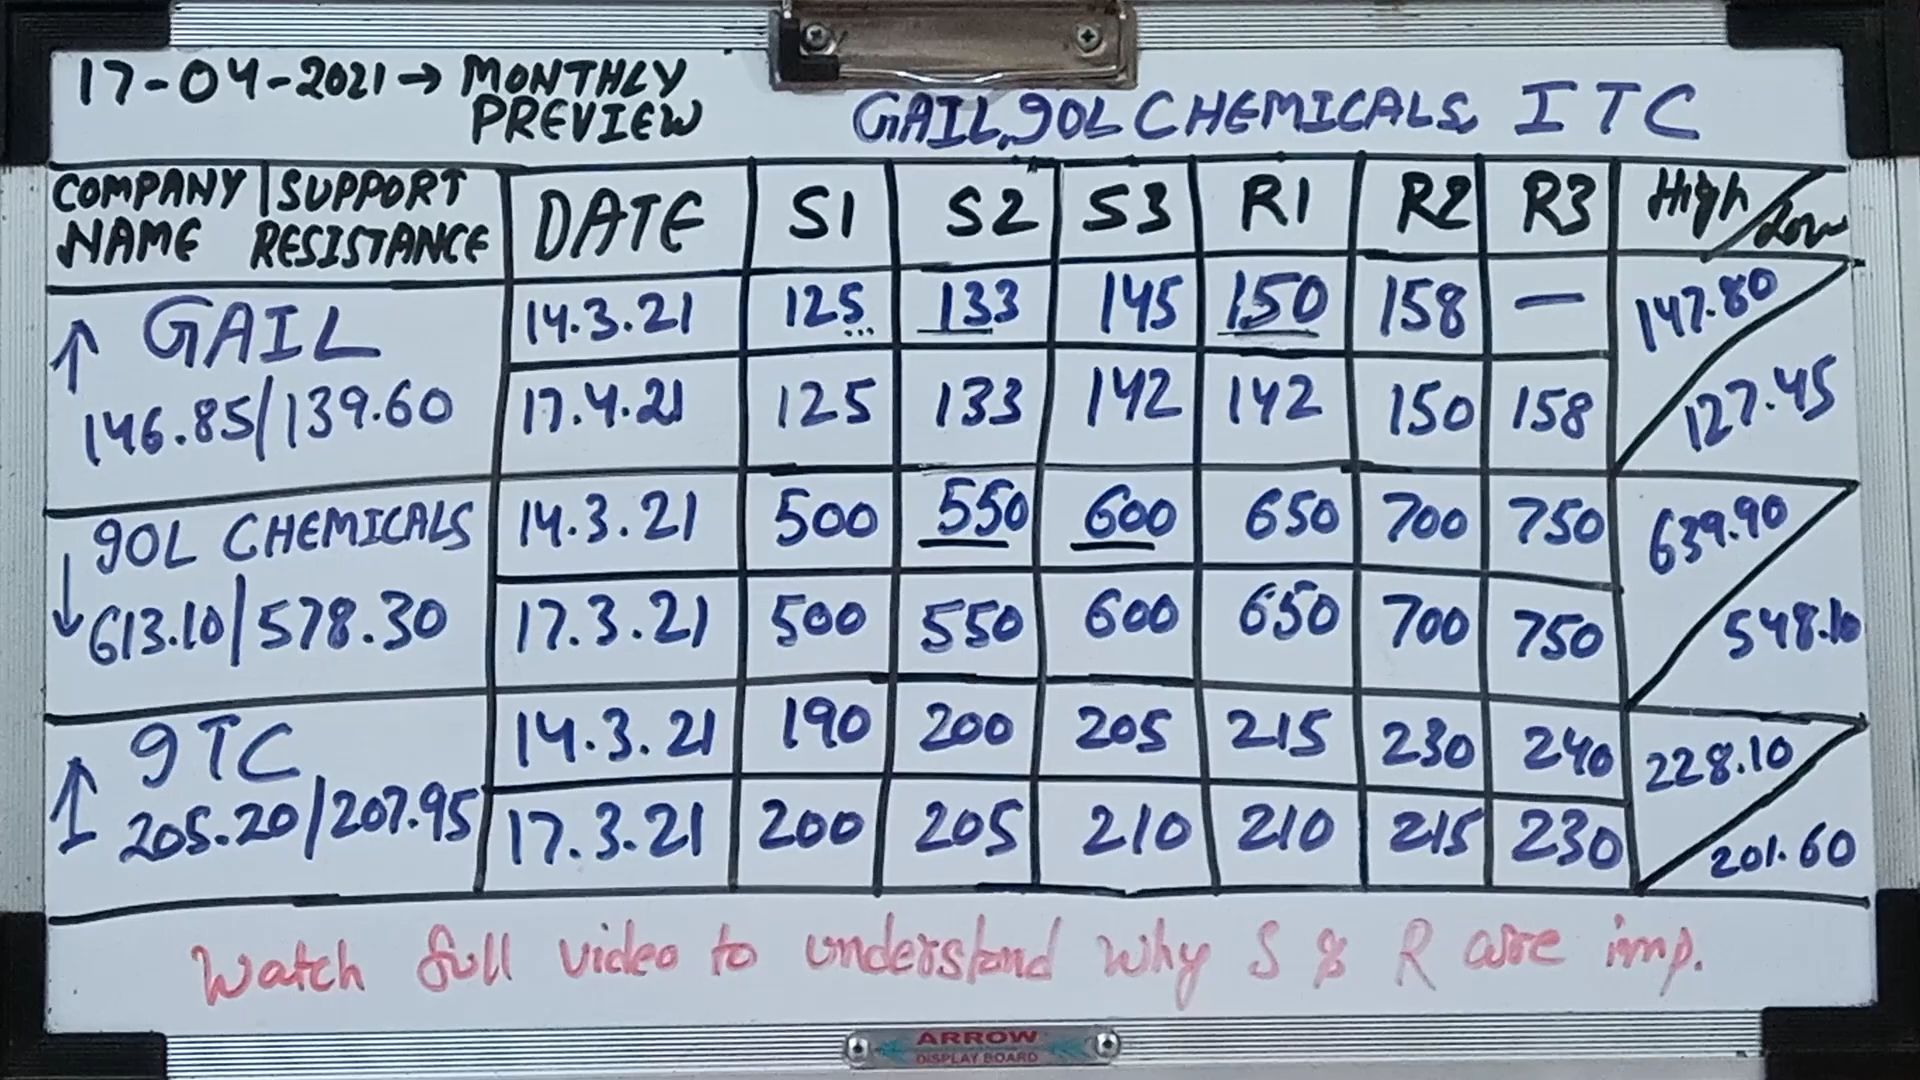 17-04-2021 → MONTHLY PREVIEW
GAIL, IOL CHEMICALS, ITC
COMPANY NAME | SUPPORT RESISTANCE DATE S1 S2 S3 R1 R2 R3 High/Low
↑ GAIL
146.85/139.60
14.3.21 125 133 145 150 158 —
17.4.21 125 133 142 142 150 158
147.80
127.45
↓ IOL CHEMICALS
613.10/578.30
14.3.21 500 550 600 650 700 750
17.3.21 500 550 600 650 700 750
639.90
548.10
↑ ITC
205.20/207.95
14.3.21 190 200 205 215 230 240
17.3.21 200 205 210 210 215 230
228.10
201.60
Watch full video to understand why S & R are imp.
ARROW
DISPLAY BOARD